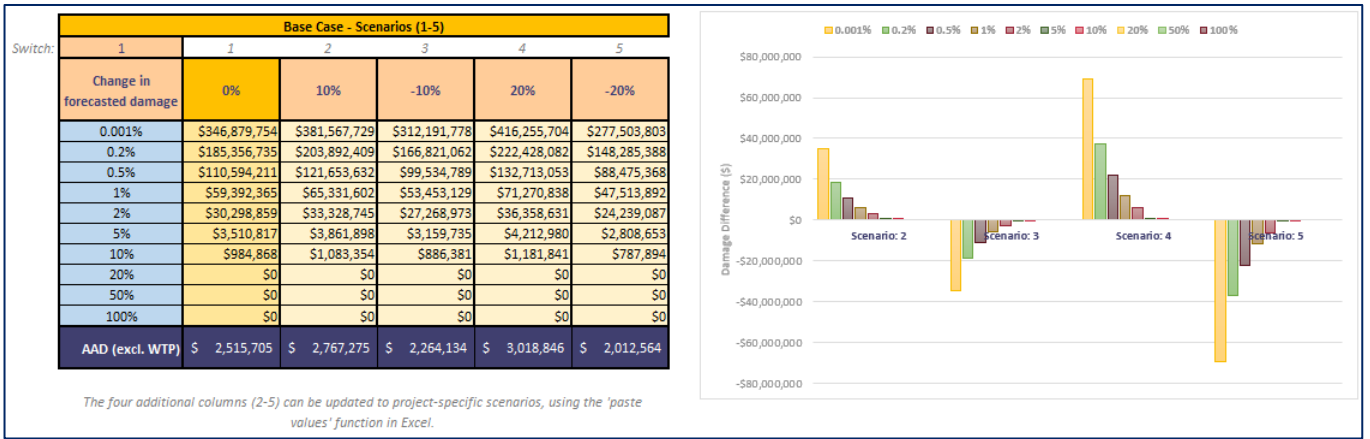 Base Case - Scenarios (1-5)
Switch: 1 1 2 3 4 5
Change in
forecasted damage 0% 10% -10% 20% -20%
0.001% $346,879,754 $381,567,729 $312,191,778 $416,255,704 $277,503,803
0.2% $185,356,735 $203,892,409 $166,821,062 $222,428,082 $148,285,388
0.5% $110,594,211 $121,653,632 $99,534,789 $132,713,053 $88,475,368
1% $59,392,365 $65,331,602 $53,453,129 $71,270,838 $47,513,892
2% $30,298,859 $33,328,745 $27,268,973 $36,358,631 $24,239,087
5% $3,510,817 $3,861,898 $3,159,735 $4,212,980 $2,808,653
10% $984,868 $1,083,354 $886,381 $1,181,841 $787,894
20% $0 $0 $0 $0 $0
50% $0 $0 $0 $0 $0
100% $0 $0 $0 $0 $0
AAD (excl. WTP) $ 2,515,705 $ 2,767,275 $ 2,264,134 $ 3,018,846 $ 2,012,564
The four additional columns (2-5) can be updated to project-specific scenarios, using the 'paste
values' function in Excel.
0.001% 0.2% 0.5% 1% 2% 5% 10% 20% 50% 100%
Damage Difference ($)
$80,000,000
$60,000,000
$40,000,000
$20,000,000
$0
-$20,000,000
-$40,000,000
-$60,000,000
-$80,000,000
Scenario: 2 Scenario: 3 Scenario: 4 Scenario: 5